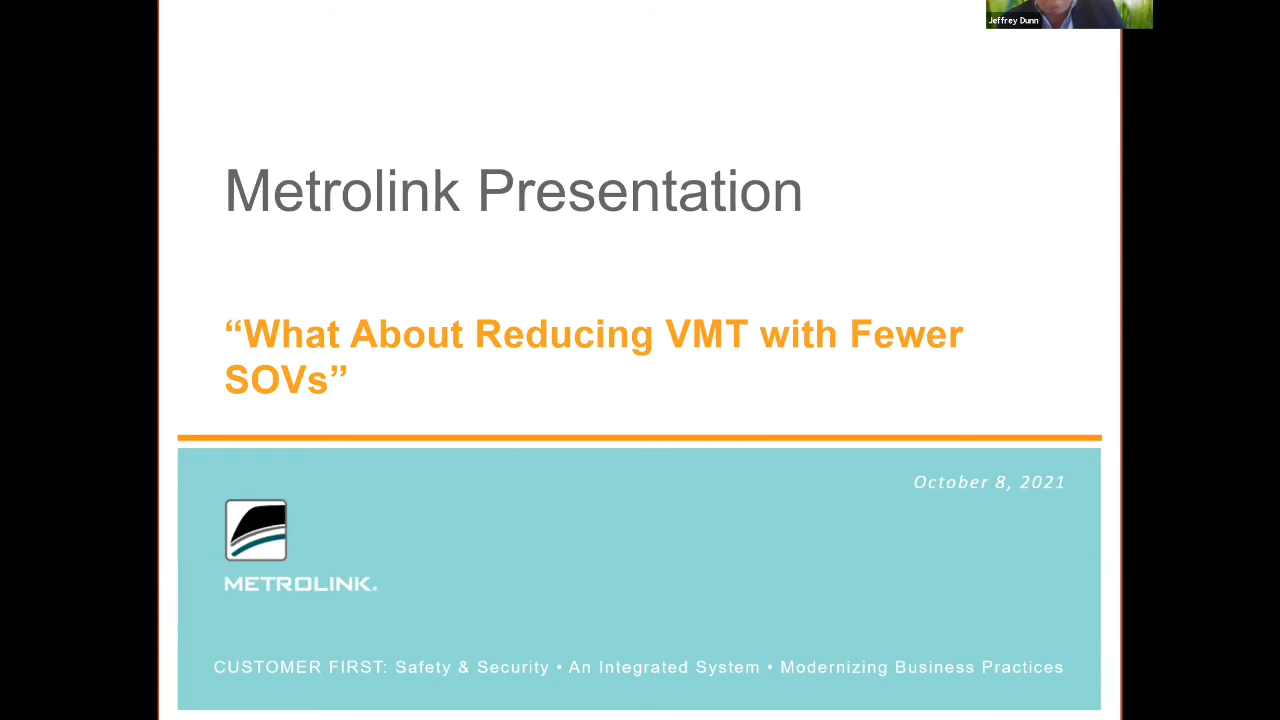 Jeffrey Dunn
Metrolink Presentation
“What About Reducing VMT with Fewer
SOVs”
October 8, 2021
METROLINK.
CUSTOMER FIRST: Safety & Security • An Integrated System • Modernizing Business Practices